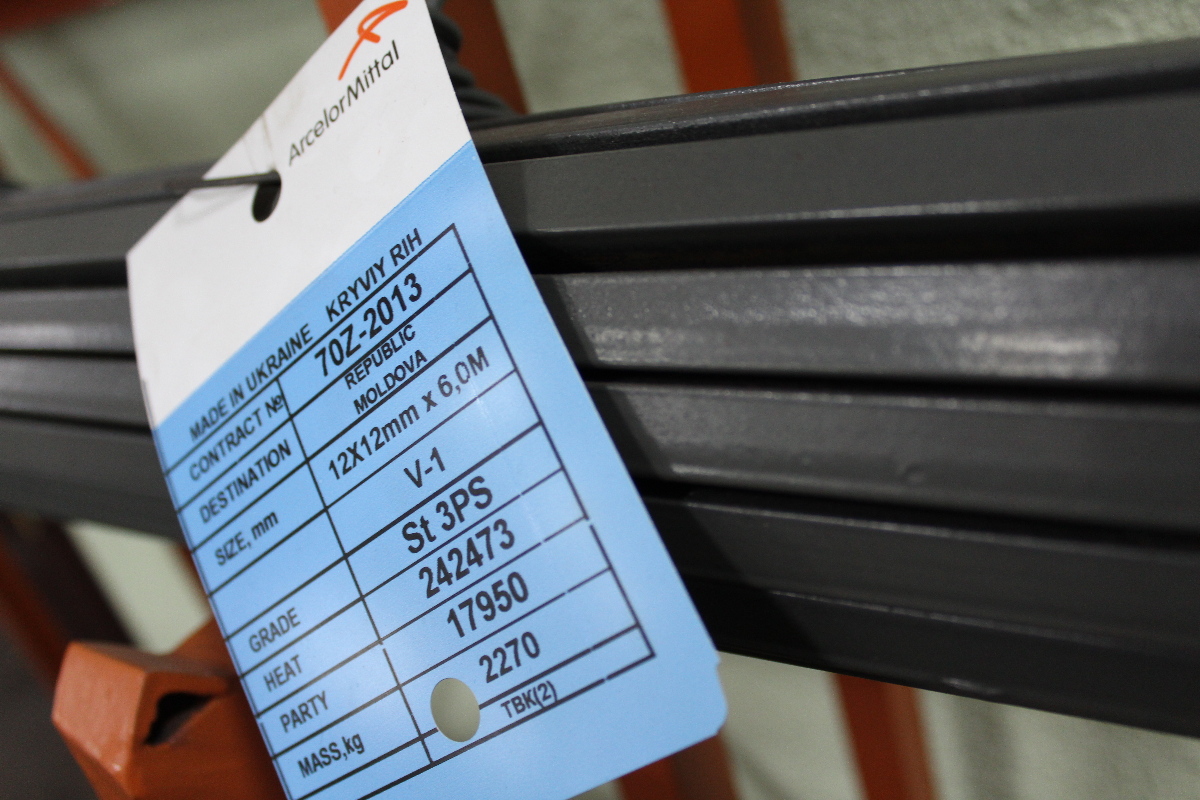 ArcelorMittal
MADE IN UKRAINE KRYVIY RIH
CONTRACT № 70Z-2013
DESTINATION REPUBLIC
MOLDOVA
SIZE, mm 12X12mm x 6,0M
V-1
GRADE St 3PS
HEAT 242473
PARTY 17950
MASS,kg 2270
TBK(2)